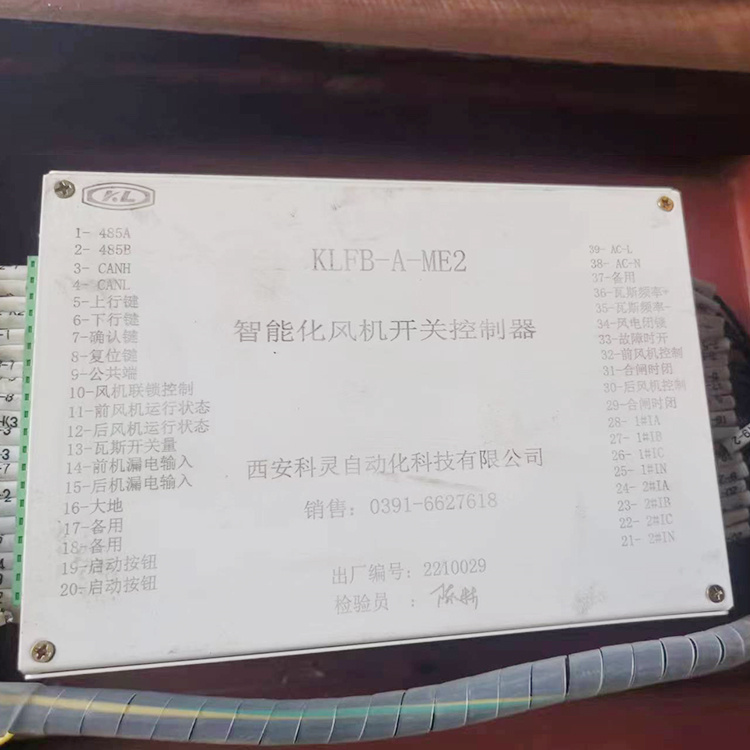 KL
1- 485A
2- 485B
3- CANH
4- CANL
5-上行键
6-下行键
7-确认键
8-复位键
9-公共端
10-风机联锁控制
11-前风机运行状态
12-后风机运行状态
13-瓦斯开关量
14-前机漏电输入
15-后机漏电输入
16-大地
17-备用
18-备用
19-启动按钮
20-启动按钮
KLFB-A-ME2
智能化风机开关控制器
西安科灵自动化科技有限公司
销售：0391-6627618
出厂编号：2210029
检验员 ：
39- AC-L
38- AC-N
37-备用
36-瓦斯频率+
35-瓦斯频率-
34-风电闭锁
33-故障时开
32-前风机控制
31-合闸时闭
30-后风机控制
29-合闸时闭
28- 1#IA
27- 1#IB
26- 1#IC
25- 1#IN
24- 2#IA
23- 2#IB
22- 2#IC
21- 2#IN